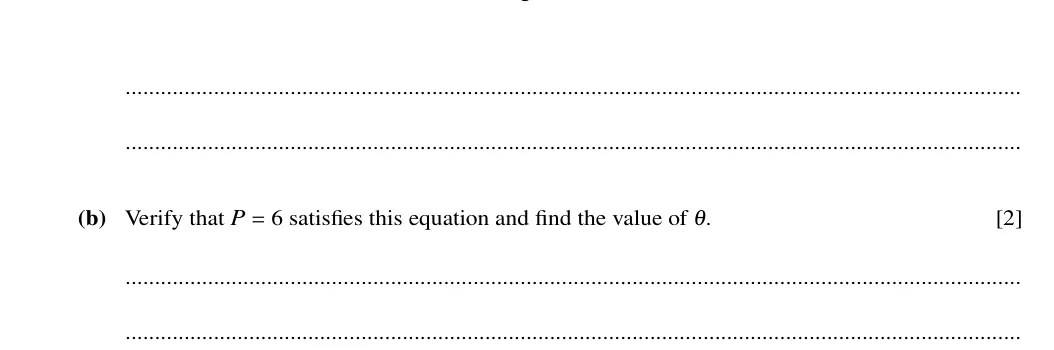 (b) Verify that P = 6 satisfies this equation and find the value of θ. [2]